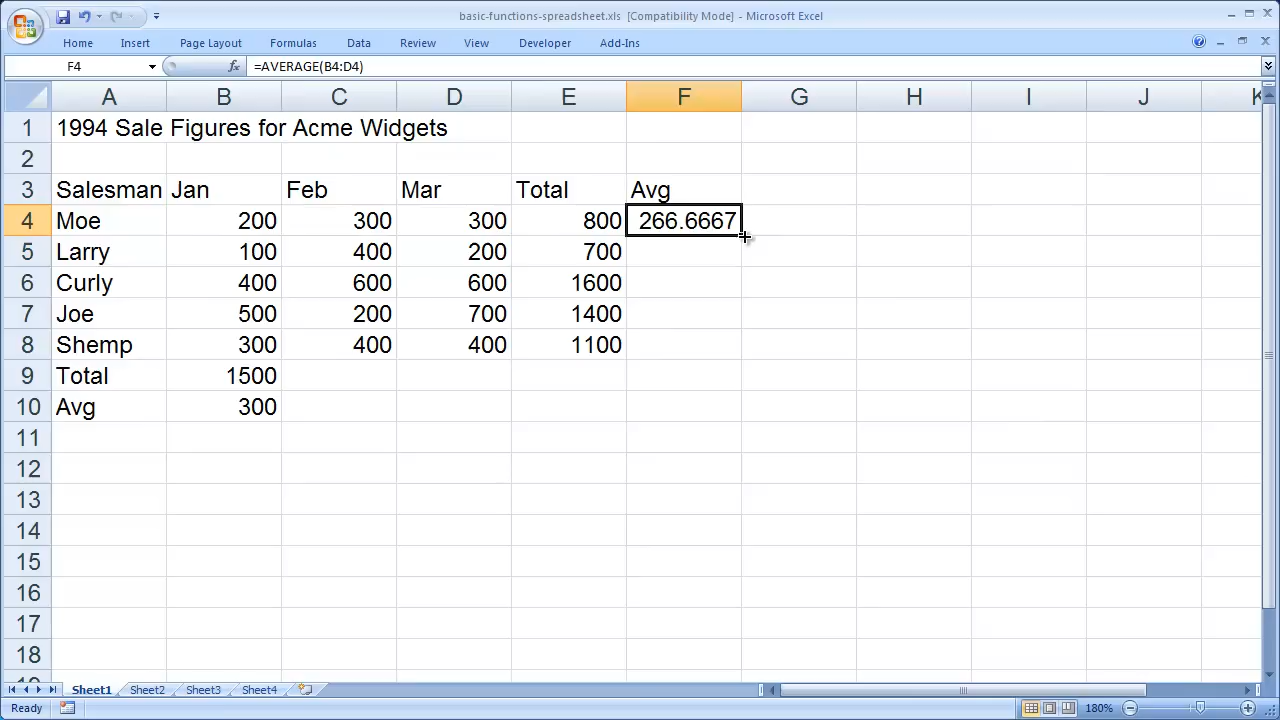 basic-functions-spreadsheet.xls [Compatibility Mode] - Microsoft Excel
Home Insert Page Layout Formulas Data Review View Developer Add-Ins
F4 fx =AVERAGE(B4:D4)
A B C D E F G H I J K
1 1994 Sale Figures for Acme Widgets
2
3 Salesman Jan Feb Mar Total Avg
4 Moe 200 300 300 800 266.6667
5 Larry 100 400 200 700
6 Curly 400 600 600 1600
7 Joe 500 200 700 1400
8 Shemp 300 400 400 1100
9 Total 1500
10 Avg 300
11
12
13
14
15
16
17
18
19
Sheet1 Sheet2 Sheet3 Sheet4
Ready 180%